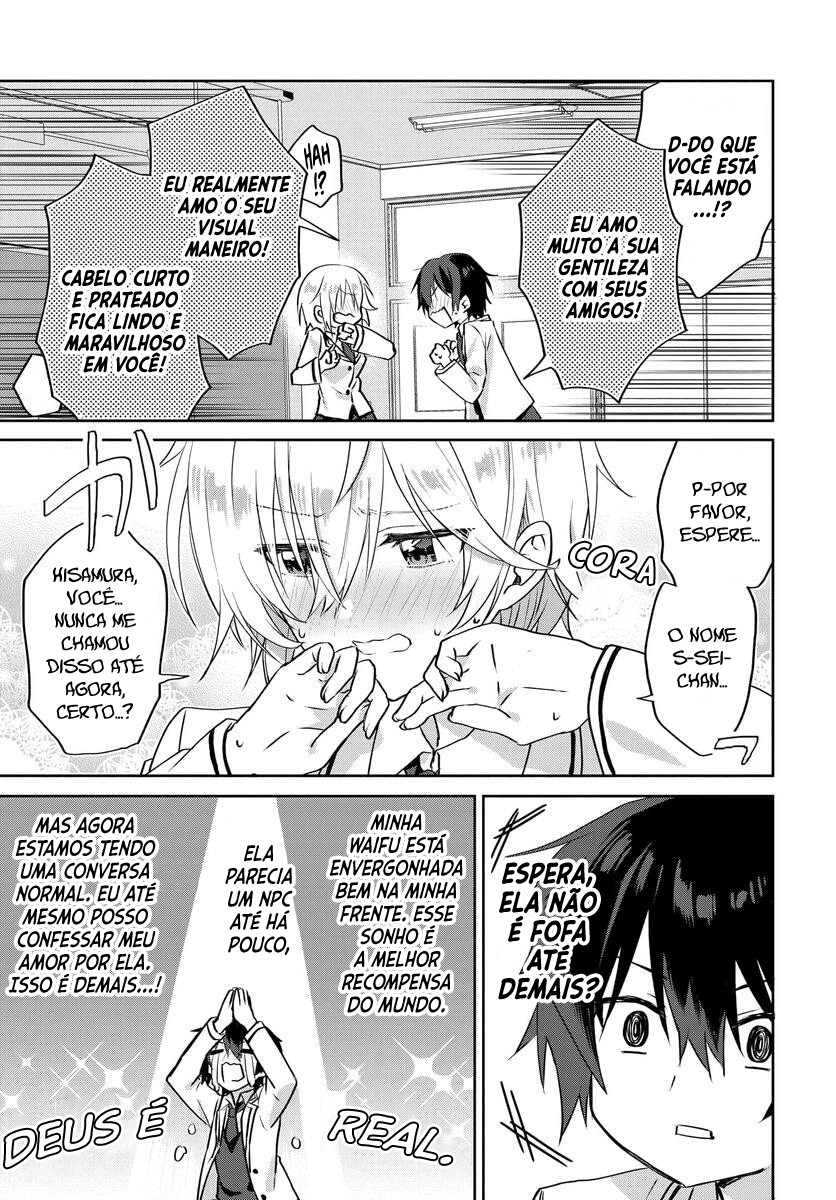 D-DO QUE
VOCÊ ESTÁ
FALANDO
...!?
EU AMO
MUITO A SUA
GENTILEZA
COM SEUS
AMIGOS!
HAH
!?
EU REALMENTE
AMO O SEU
VISUAL
MANEIRO!
CABELO CURTO
E PRATEADO
FICA LINDO E
MARAVILHOSO
EM VOCÊ!
P-POR
FAVOR,
ESPERE...
O NOME
S-SEI-
CHAN...
CORA
カァ
HISAMURA,
VOCÊ...
NUNCA ME
CHAMOU
DISSO ATÉ
AGORA,
CERTO...?
ESPERA,
ELA NÃO
É FOFA
ATÉ
DEMAIS?
MINHA
WAIFU ESTÁ
ENVERGONHADA
BEM NA MINHA
FRENTE. ESSE
SONHO É
A MELHOR
RECOMPENSA
DO MUNDO.
ELA
PARECIA
UM NPC
ATÉ HÁ
POUCO,
MAS AGORA
ESTAMOS TENDO
UMA CONVERSA
NORMAL. EU ATÉ
MESMO POSSO
CONFESSAR MEU
AMOR POR ELA.
ISSO É DEMAIS...!
DEUS É REAL.